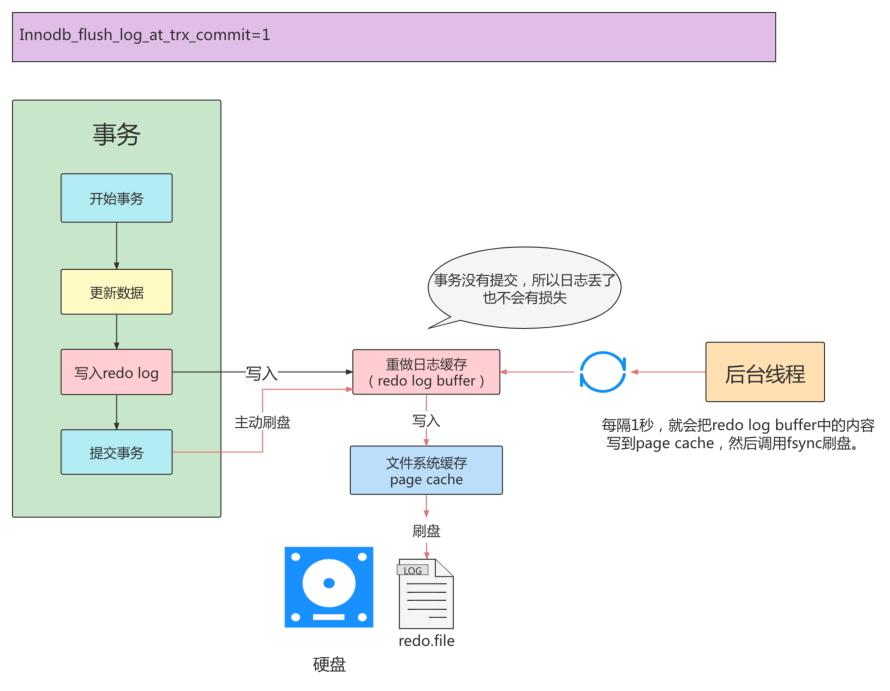 Innodb_flush_log_at_trx_commit=1
事务
开始事务
更新数据
写入redo log
提交事务
写入
主动刷盘
事务没有提交，所以日志丢了
也不会有损失
重做日志缓存
（redo log buffer）
写入
文件系统缓存
page cache
刷盘
LOG
redo.file
硬盘
后台线程
每隔1秒，就会把redo log buffer中的内容
写到page cache，然后调用fsync刷盘。